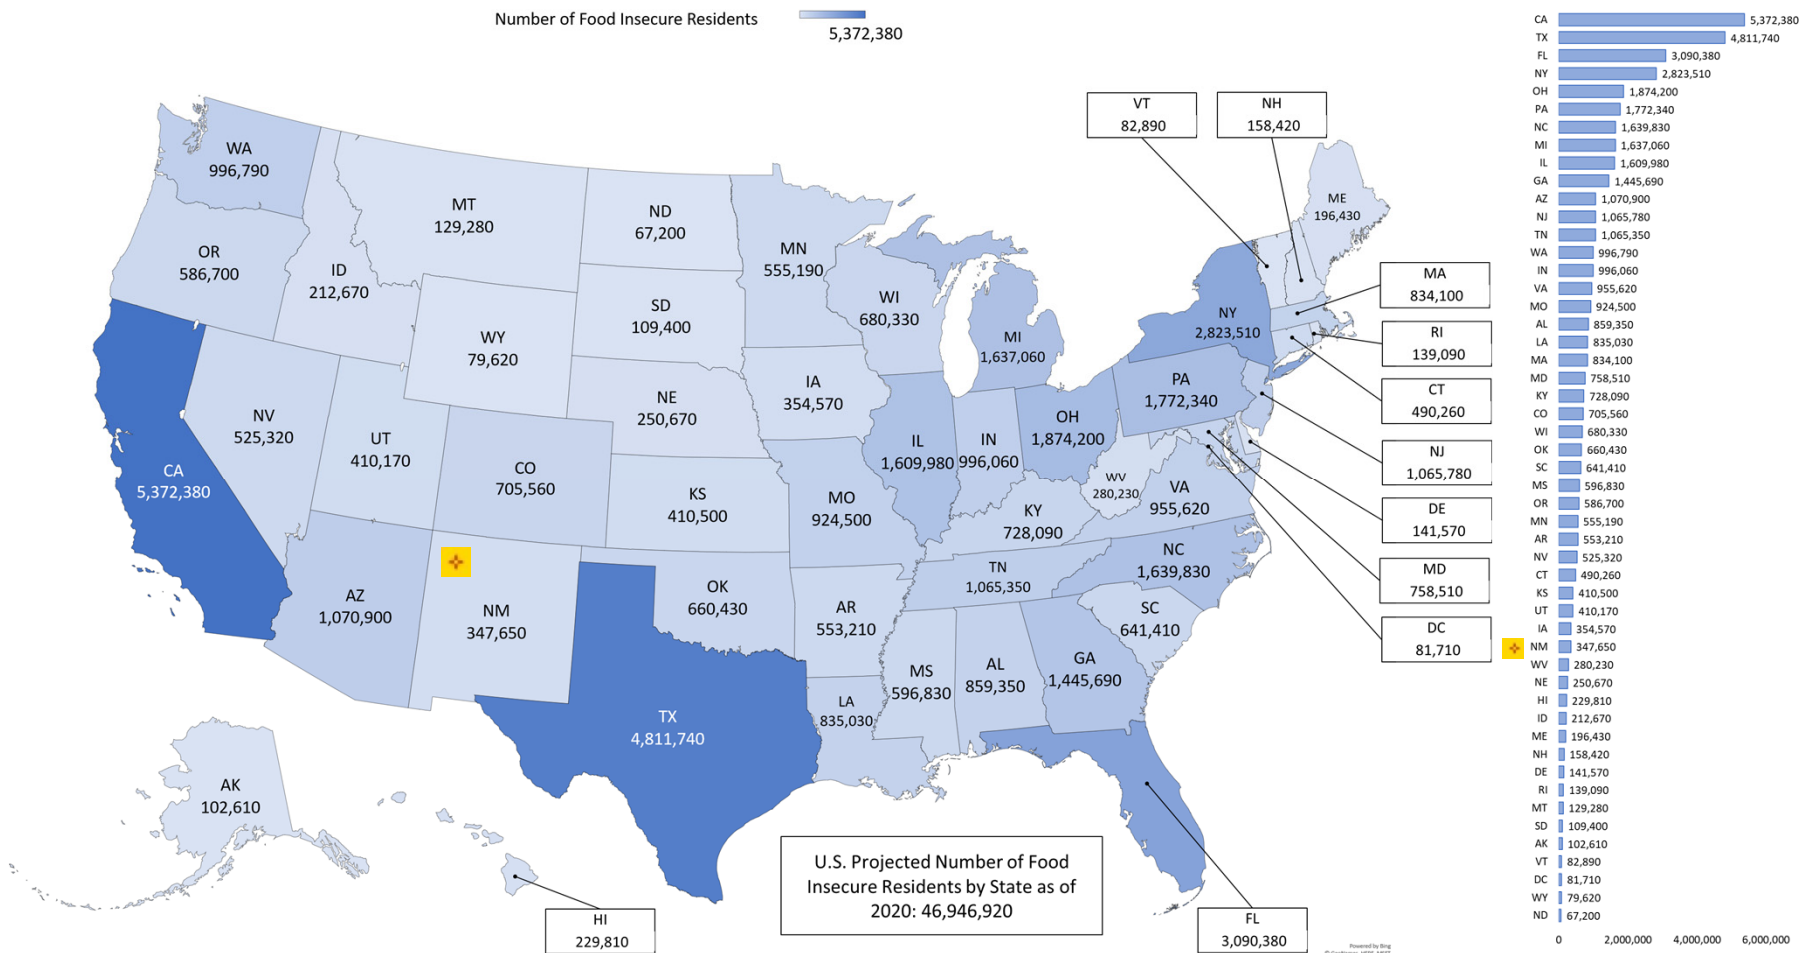 Number of Food Insecure Residents
5,372,380
WA
996,790
OR
586,700
ID
212,670
MT
129,280
ND
67,200
MN
555,190
WI
680,330
SD
109,400
WY
79,620
MI
1,637,060
NY
2,823,510
VT
82,890
NH
158,420
ME
196,430
MA
834,100
RI
139,090
CT
490,260
NJ
1,065,780
DE
141,570
MD
758,510
DC
81,710
NV
525,320
UT
410,170
CA
5,372,380
CO
705,560
NE
250,670
IA
354,570
KS
410,500
MO
924,500
IL
1,609,980
IN
996,060
OH
1,874,200
PA
1,772,340
WV
280,230
VA
955,620
KY
728,090
NC
1,639,830
TN
1,065,350
SC
641,410
AZ
1,070,900
NM
347,650
OK
660,430
AR
553,210
MS
596,830
AL
859,350
GA
1,445,690
LA
835,030
TX
4,811,740
AK
102,610
HI
229,810
FL
3,090,380
U.S. Projected Number of Food
Insecure Residents by State as of
2020: 46,946,920
Powered by Bing
CA 5,372,380
TX 4,811,740
FL 3,090,380
NY 2,823,510
OH 1,874,200
PA 1,772,340
NC 1,639,830
MI 1,637,060
IL 1,609,980
GA 1,445,690
AZ 1,070,900
NJ 1,065,780
TN 1,065,350
WA 996,790
IN 996,060
VA 955,620
MO 924,500
AL 859,350
LA 835,030
MA 834,100
MD 758,510
KY 728,090
CO 705,560
WI 680,330
OK 660,430
SC 641,410
MS 596,830
OR 586,700
MN 555,190
AR 553,210
NV 525,320
CT 490,260
KS 410,500
UT 410,170
IA 354,570
NM 347,650
WV 280,230
NE 250,670
HI 229,810
ID 212,670
ME 196,430
NH 158,420
DE 141,570
RI 139,090
MT 129,280
SD 109,400
AK 102,610
VT 82,890
DC 81,710
WY 79,620
ND 67,200
0 2,000,000 4,000,000 6,000,000